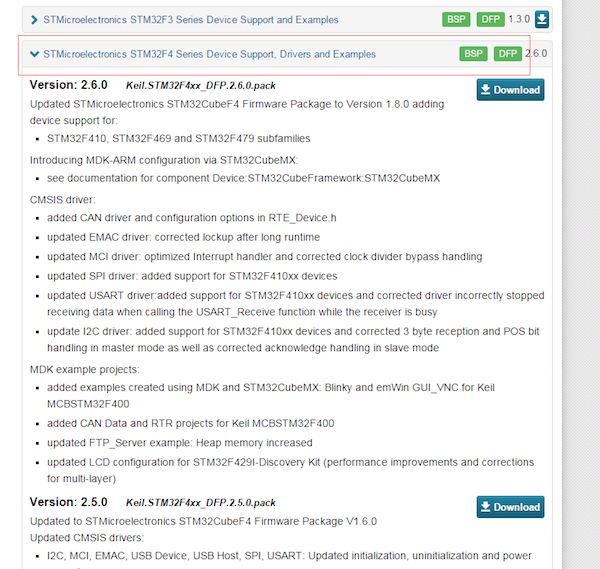 STMicroelectronics STM32F3 Series Device Support and Examples BSP DFP 1.3.0
STMicroelectronics STM32F4 Series Device Support, Drivers and Examples BSP DFP 2.6.0
Version: 2.6.0 Keil.STM32F4xx_DFP.2.6.0.pack Download
Updated STMicroelectronics STM32CubeF4 Firmware Package to Version 1.8.0 adding
device support for:
▪ STM32F410, STM32F469 and STM32F479 subfamilies
Introducing MDK-ARM configuration via STM32CubeMX:
▪ see documentation for component Device:STM32CubeFramework:STM32CubeMX
CMSIS driver:
▪ added CAN driver and configuration options in RTE_Device.h
▪ updated EMAC driver: corrected lockup after long runtime
▪ updated MCI driver: optimized Interrupt handler and corrected clock divider bypass handling
▪ updated SPI driver: added support for STM32F410xx devices
▪ updated USART driver:added support for STM32F410xx devices and corrected driver incorrectly stopped
receiving data when calling the USART_Receive function while the receiver is busy
▪ update I2C driver: added support for STM32F410xx devices and corrected 3 byte reception and POS bit
handling in master mode as well as corrected acknowledge handling in slave mode
MDK example projects:
▪ added examples created using MDK and STM32CubeMX: Blinky and emWin GUI_VNC for Keil
MCBSTM32F400
▪ added CAN Data and RTR projects for Keil MCBSTM32F400
▪ updated FTP_Server example: Heap memory increased
▪ updated LCD configuration for STM32F429I-Discovery Kit (performance improvements and corrections
for multi-layer)
Version: 2.5.0 Keil.STM32F4xx_DFP.2.5.0.pack Download
Updated to STMicroelectronics STM32CubeF4 Firmware Package V1.6.0
Updated CMSIS drivers:
▪ I2C, MCI, EMAC, USB Device, USB Host, SPI, USART: Updated initialization, uninitialization and power